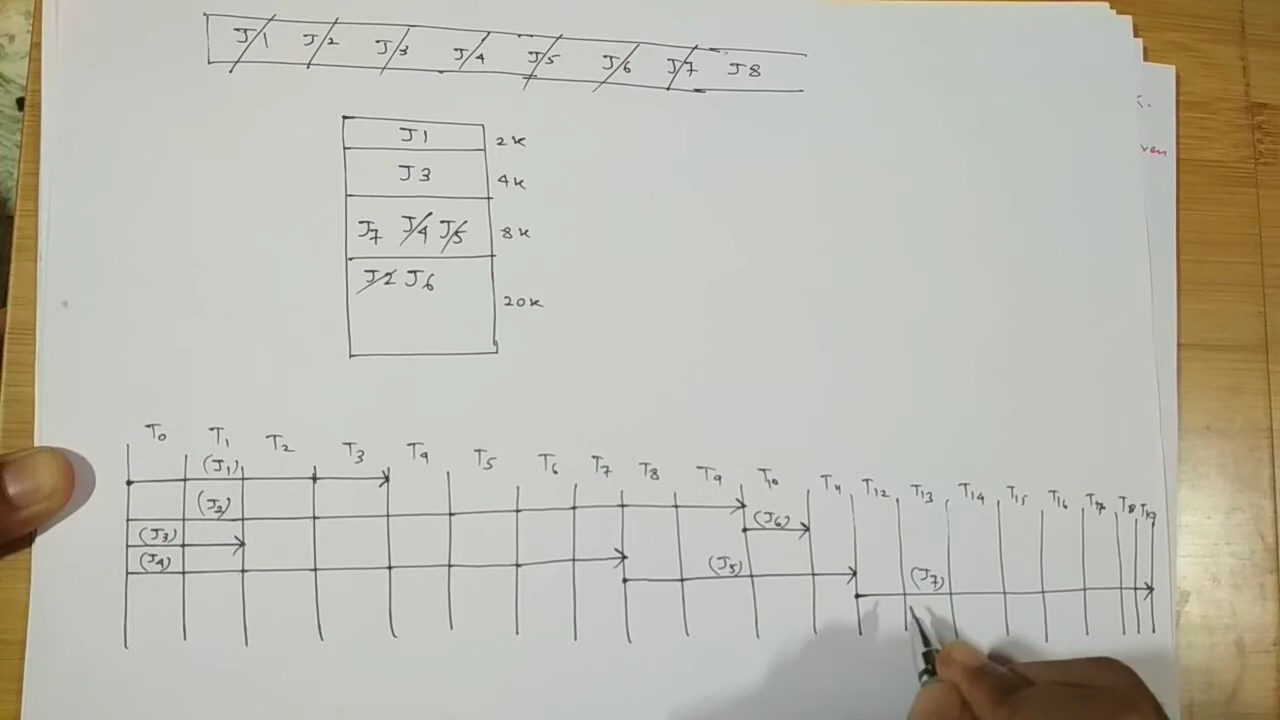 J1 J2 J3 J4 J5 J6 J7 J8
K.
ven
J1 2K
J3 4K
J7 J4 J5 8K
J2 J6 20K
T0 T1 T2 T3 T4 T5 T6 T7 T8 T9 T10 T11 T12 T13 T14 T15 T16 T17 T18 T19
(J1)
(J2)
(J3) (J6)
(J4) (J5) (J7)